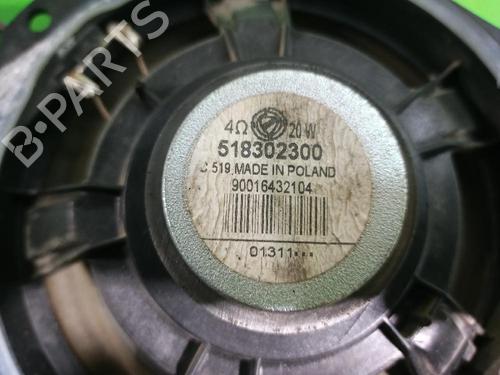 B-PARTS
4Ω 20 W
518302300
C 519 MADE IN POLAND
90016432104
01311